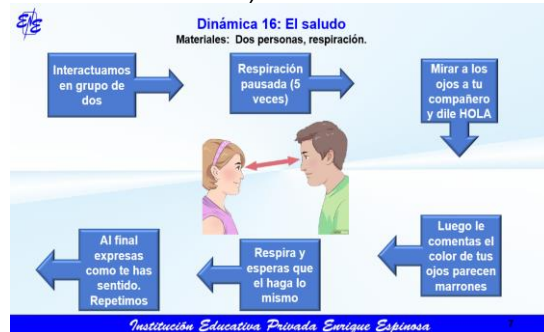 Dinámica 16: El saludo
Materiales: Dos personas, respiración.
Interactuamos
en grupo de
dos
Respiración
pausada (5
veces)
Mirar a los
ojos a tu
compañero
y dile HOLA
Luego le
comentas el
color de tus
ojos parecen
marrones
Respira y
esperas que
el haga lo
mismo
Al final
expresas
como te has
sentido.
Repetimos
Institución Educativa Privada Enrique Espinosa